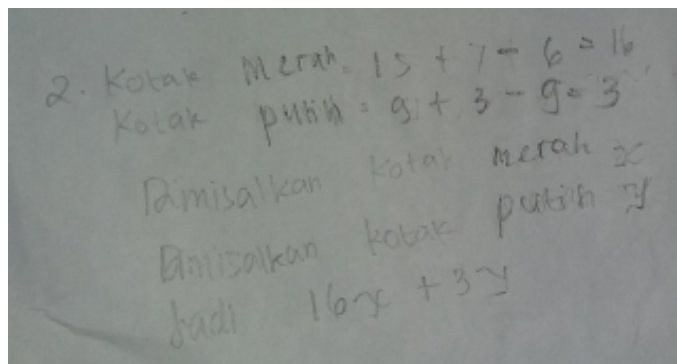 2. Kotak Merah = 15 + 7 - 6 = 16
Kotak putih = 9 + 3 - 9 = 3
Dimisalkan kotak merah x
Dimisalkan kotak putih y
Jadi 16x + 3y